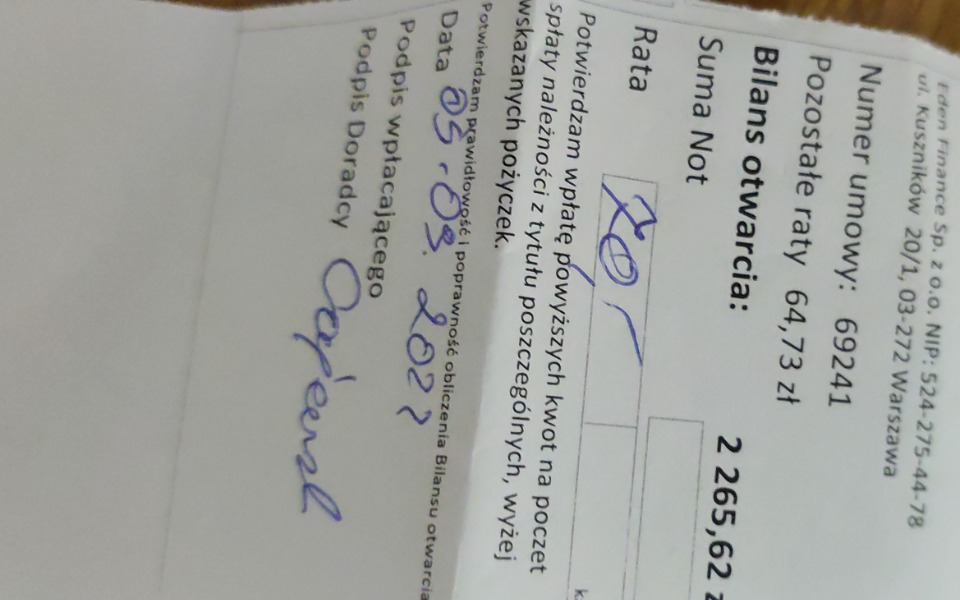 Eden Finance Sp. z o.o. NIP: 524-275-44-78
ul. Kuszników 20/1, 03-272 Warszawa
Numer umowy: 69241
Pozostałe raty 64,73 zł
Bilans otwarcia: 2 265,62 z
Suma Not
Rata 20,-
Potwierdzam wpłatę powyższych kwot na poczet
spłaty należności z tytułu poszczególnych, wyżej
wskazanych pożyczek.
Potwierdzam prawidłowość i poprawność obliczenia Bilansu otwarcia
Data 05.09.2022
Podpis wpłacającego
Podpis Doradcy